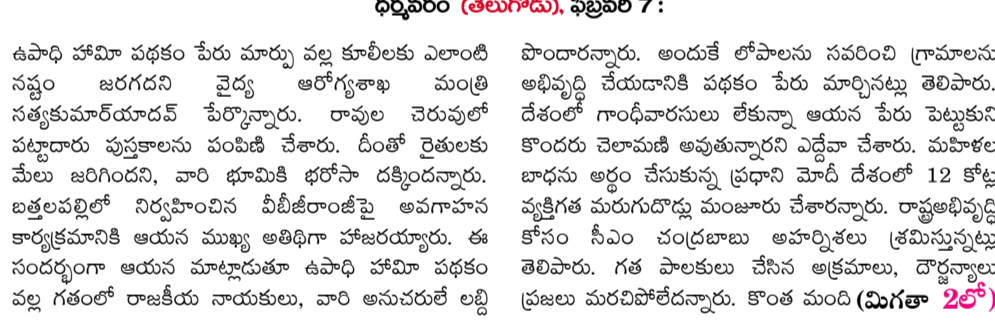 ధర్మవరం (తెలుగోడు), ఫిబ్రవరి 7 :
ఉపాధి హామీ పథకం పేరు మార్పు వల్ల కూలీలకు ఎలాంటి
నష్టం జరగదని వైద్య ఆరోగ్యశాఖ మంత్రి
సత్యకుమార్‌యాదవ్ పేర్కొన్నారు. రావుల చెరువులో
పట్టాదారు పుస్తకాలను పంపిణి చేశారు. దీంతో రైతులకు
మేలు జరిగిందని, వారి భూమికి భరోసా దక్కిందన్నారు.
బత్తలపల్లిలో నిర్వహించిన వీబీజీరాంజీపై అవగాహన
కార్యక్రమానికి ఆయన ముఖ్య అతిథిగా హాజరయ్యారు. ఈ
సందర్భంగా ఆయన మాట్లాడుతూ ఉపాధి హామీ పథకం
వల్ల గతంలో రాజకీయ నాయకులు, వారి అనుచరులే లబ్ది
పొందారన్నారు. అందుకే లోపాలను సవరించి గ్రామాలను
అభివృద్ధి చేయడానికి పథకం పేరు మార్చినట్లు తెలిపారు.
దేశంలో గాంధీవారసులు లేకున్నా ఆయన పేరు పెట్టుకుని
కొందరు చెలామణి అవుతున్నారని ఎద్దేవా చేశారు. మహిళల
బాధను అర్థం చేసుకున్న ప్రధాని మోదీ దేశంలో 12 కోట్ల
వ్యక్తిగత మరుగుదొడ్లు మంజూరు చేశారన్నారు. రాష్ట్రఅభివృద్ధి
కోసం సీఎం చంద్రబాబు అహర్నిశలు శ్రమిస్తున్నట్లు
తెలిపారు. గత పాలకులు చేసిన అక్రమాలు, దౌర్జన్యాలు
ప్రజలు మరచిపోలేదన్నారు. కొంత మంది (మిగతా 2లో)